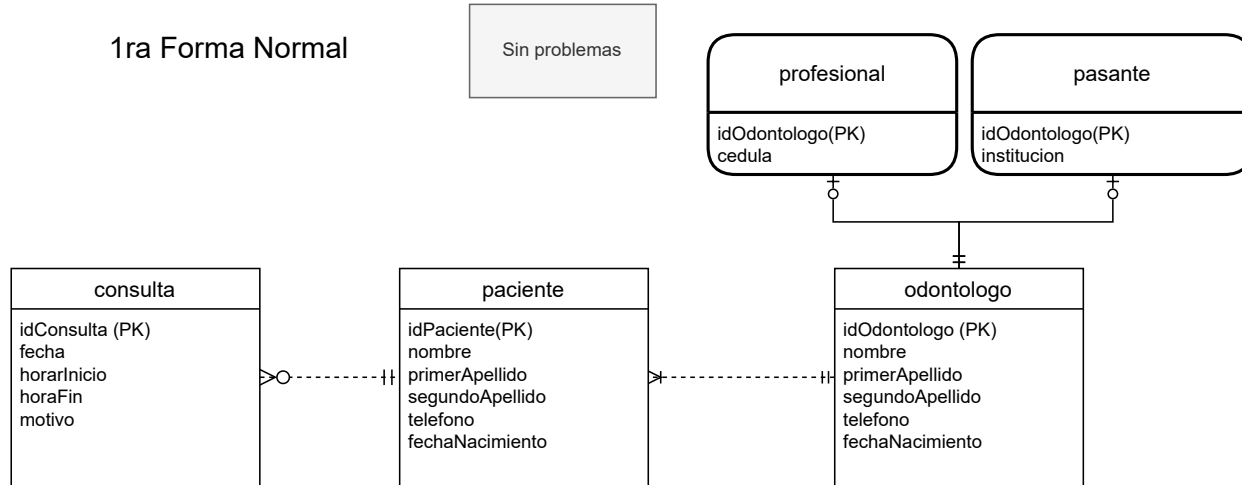 1ra Forma Normal
Sin problemas
profesional
idOdontologo(PK)
cedula
pasante
idOdontologo(PK)
institucion
consulta
idConsulta (PK)
fecha
horarInicio
horaFin
motivo
paciente
idPaciente(PK)
nombre
primerApellido
segundoApellido
telefono
fechaNacimiento
odontologo
idOdontologo (PK)
nombre
primerApellido
segundoApellido
telefono
fechaNacimiento